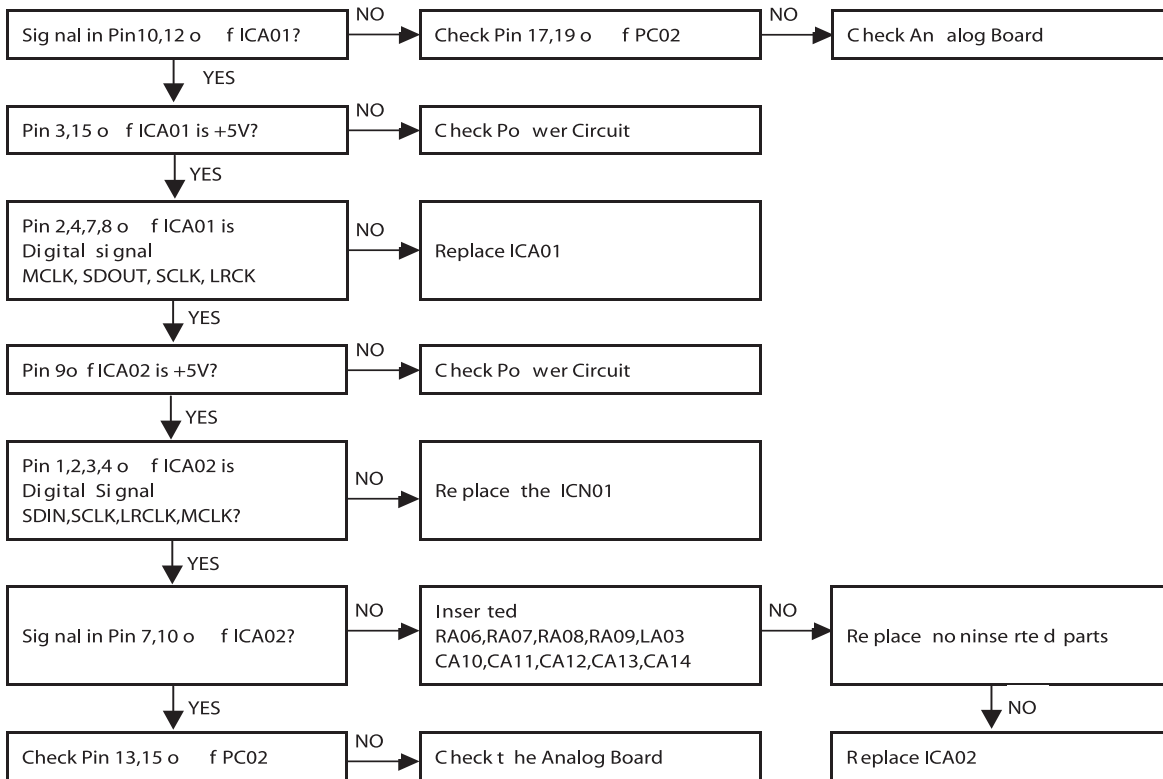 Signal in Pin10,12 of ICA01?
NO
Check Pin 17,19 of PC02
NO
Check Analog Board
YES
Pin 3,15 of ICA01 is +5V?
NO
Check Power Circuit
YES
Pin 2,4,7,8 of ICA01 is
Digital signal
MCLK, SDOUT, SCLK, LRCK
NO
Replace ICA01
YES
Pin 9of ICA02 is +5V?
NO
Check Power Circuit
YES
Pin 1,2,3,4 of ICA02 is
Digital Signal
SDIN,SCLK,LRCLK,MCLK?
NO
Replace the ICN01
YES
Signal in Pin 7,10 of ICA02?
NO
Inserted
RA06,RA07,RA08,RA09,LA03
CA10,CA11,CA12,CA13,CA14
NO
Replace noninserted parts
YES
NO
Check Pin 13,15 of PC02
NO
Check the Analog Board
Replace ICA02